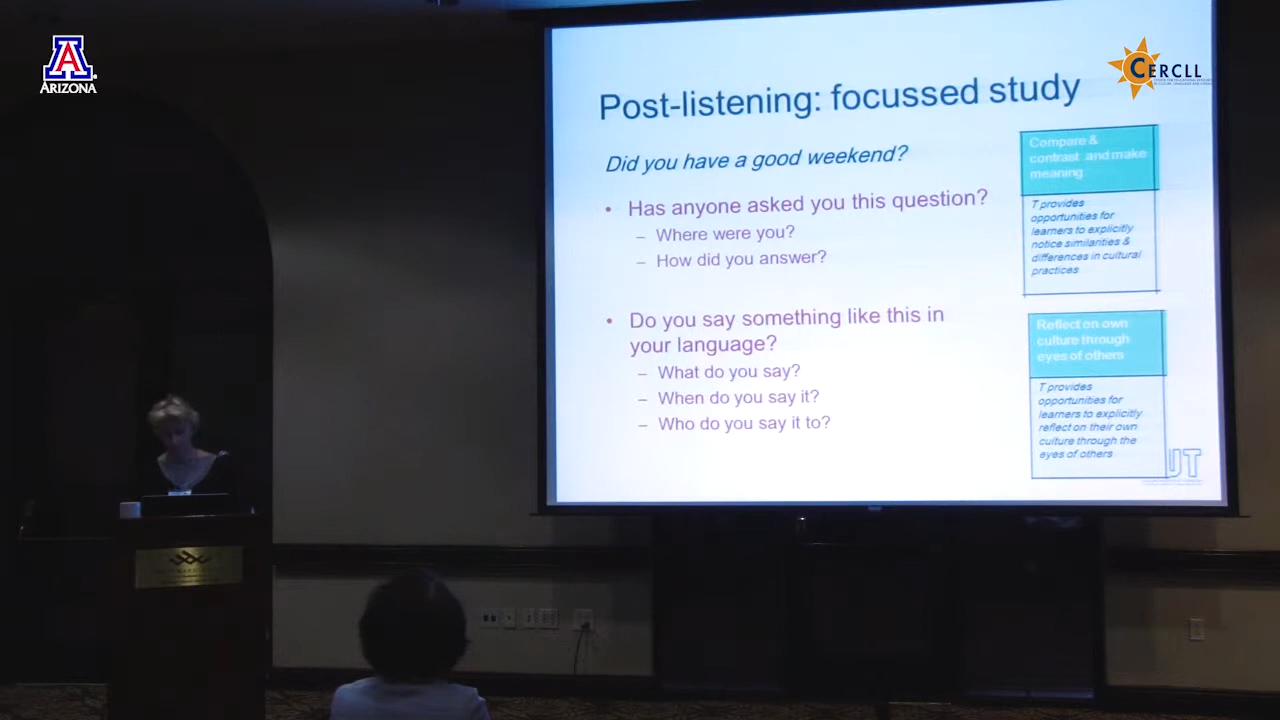 A
ARIZONA
CERCLL
Post-listening: focussed study
Did you have a good weekend?
• Has anyone asked you this question?
– Where were you?
– How did you answer?
• Do you say something like this in
your language?
– What do you say?
– When do you say it?
– Who do you say it to?
Compare &
contrast and make
meaning
T provides
opportunities for
learners to explicitly
notice similarities &
differences in cultural
practices
Reflect on own
culture through
eyes of others
T provides
opportunities for
learners to explicitly
reflect on their own
culture through the
eyes of others
UT